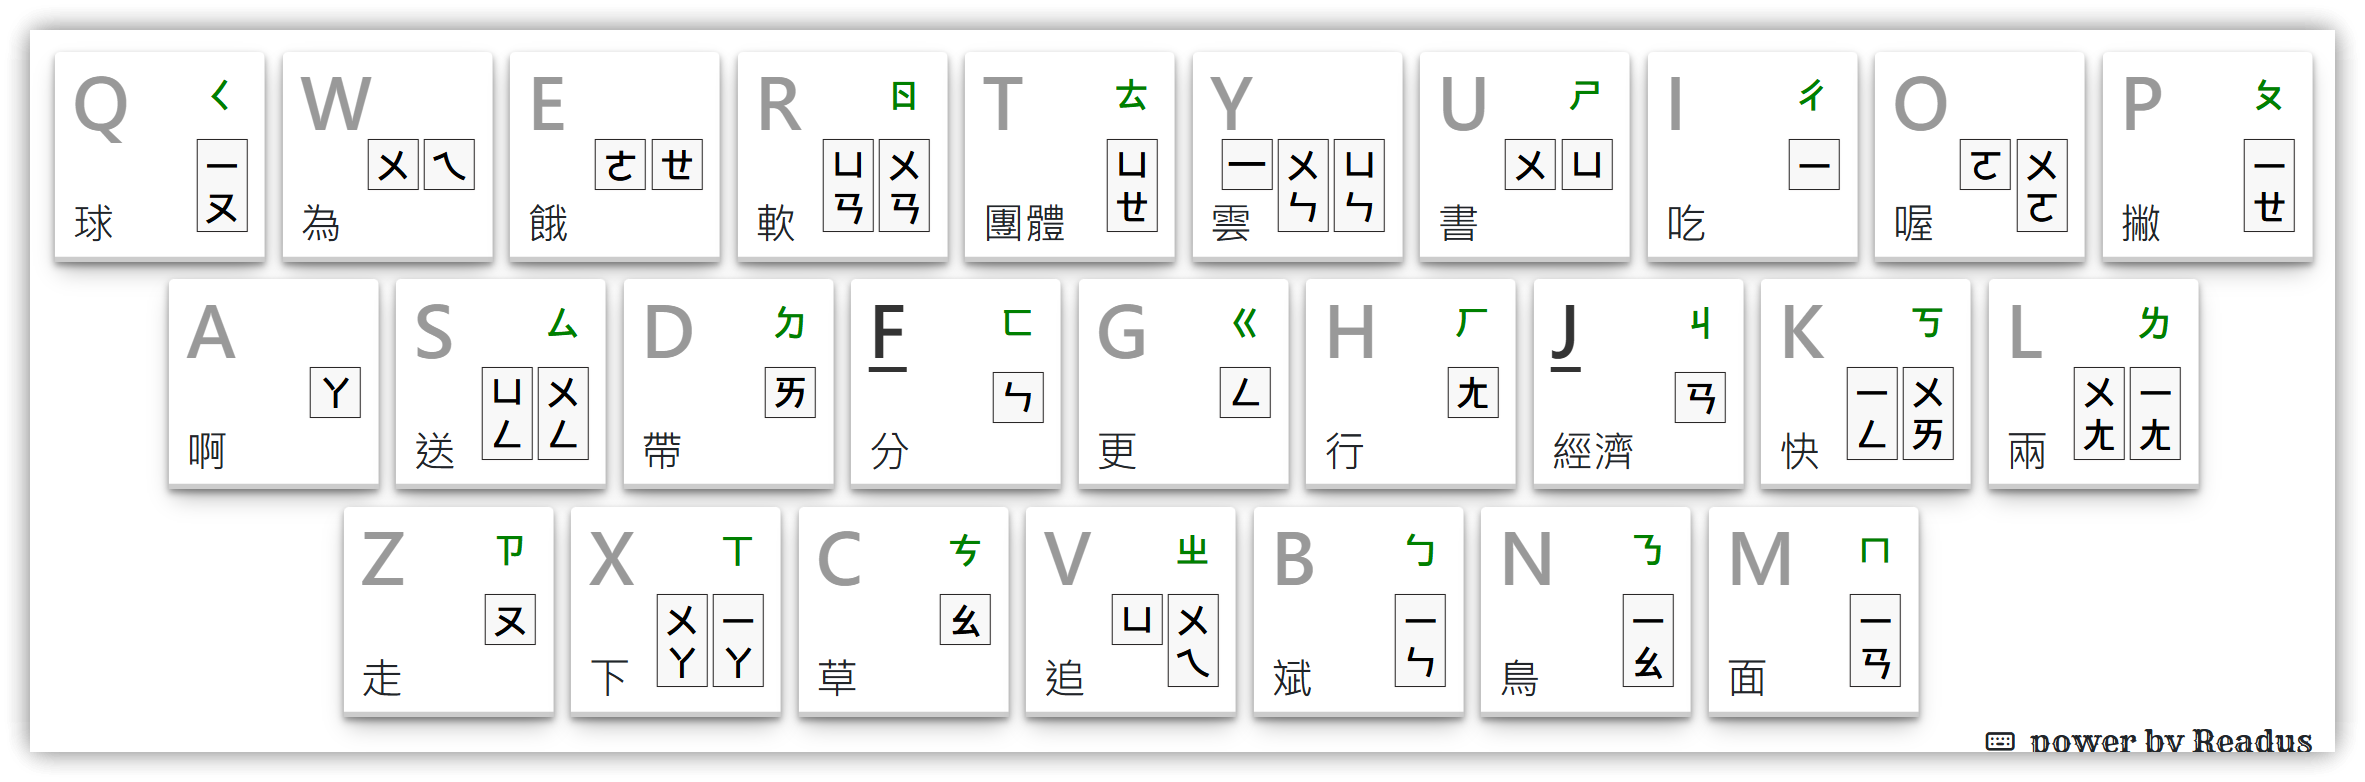 Q ㄑ W E R ㄖ T ㄊ Y U ㄕ I ㄔ O P ㄆ
ㄧㄡ ㄨ ㄟ ㄜ ㄝ ㄩㄢ ㄨㄢ ㄩㄝ ㄧ ㄨㄣ ㄩㄣ ㄨ ㄩ ㄧ ㄛ ㄨㄛ ㄧㄝ
球 為 餓 軟 團體 雲 書 吃 喔 撇
A S ㄙ D ㄉ F ㄈ G ㄍ H ㄏ J ㄐ K ㄎ L ㄌ
ㄚ ㄩㄥ ㄨㄥ ㄞ ㄣ ㄥ ㄤ ㄢ ㄧㄥ ㄨㄞ ㄨㄤ ㄧㄤ
啊 送 帶 分 更 行 經濟 快 兩
Z ㄗ X ㄒ C ㄘ V ㄓ B ㄅ N ㄋ M ㄇ
ㄡ ㄨㄚ ㄧㄚ ㄠ ㄩ ㄨㄟ ㄧㄣ ㄧㄠ ㄧㄢ
走 下 草 追 斌 鳥 面
power by Readus